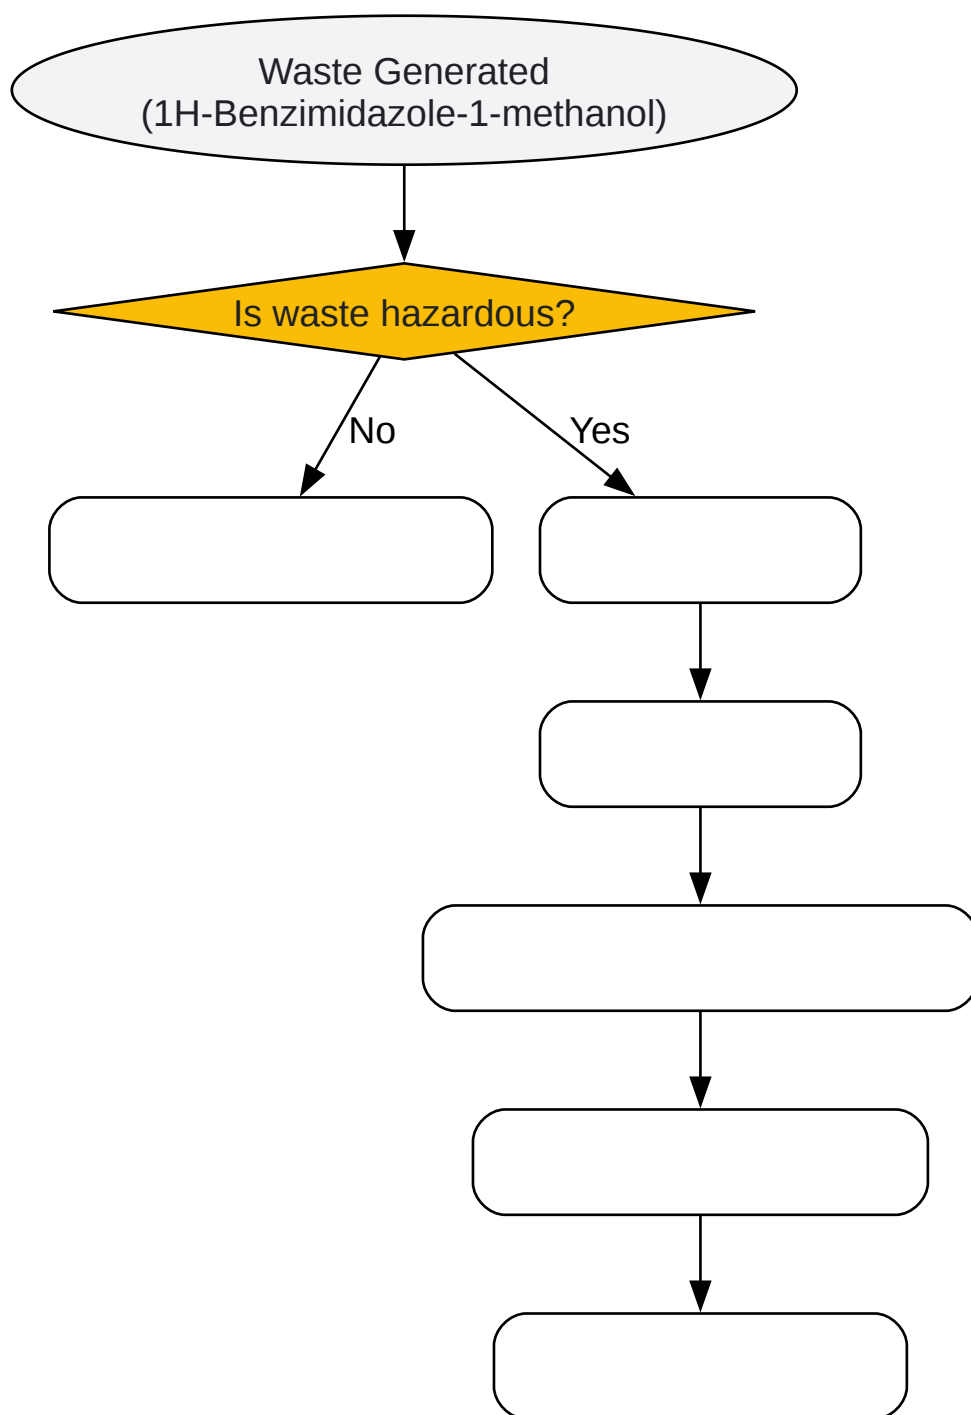 Waste Generated
(1H-Benzimidazole-1-methanol)
Is waste hazardous?
No
Yes